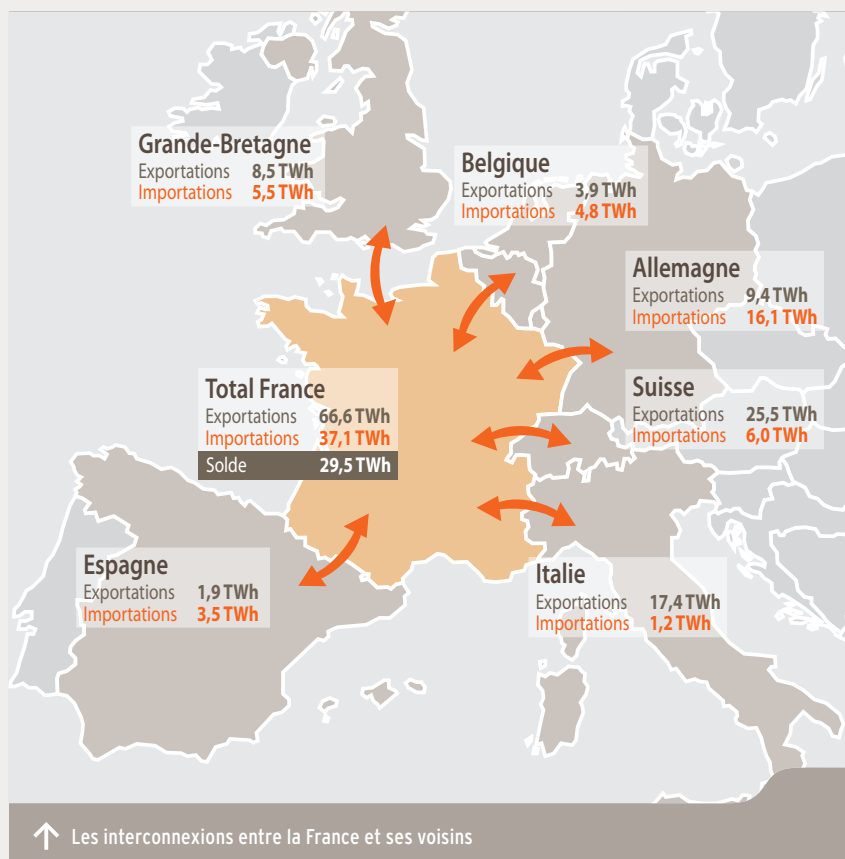 Grande-Bretagne
Exportations 8,5 TWh
Importations 5,5 TWh
Belgique
Exportations 3,9 TWh
Importations 4,8 TWh
Allemagne
Exportations 9,4 TWh
Importations 16,1 TWh
Total France
Exportations 66,6 TWh
Importations 37,1 TWh
Solde 29,5 TWh
Suisse
Exportations 25,5 TWh
Importations 6,0 TWh
Espagne
Exportations 1,9 TWh
Importations 3,5 TWh
Italie
Exportations 17,4 TWh
Importations 1,2 TWh
Les interconnexions entre la France et ses voisins